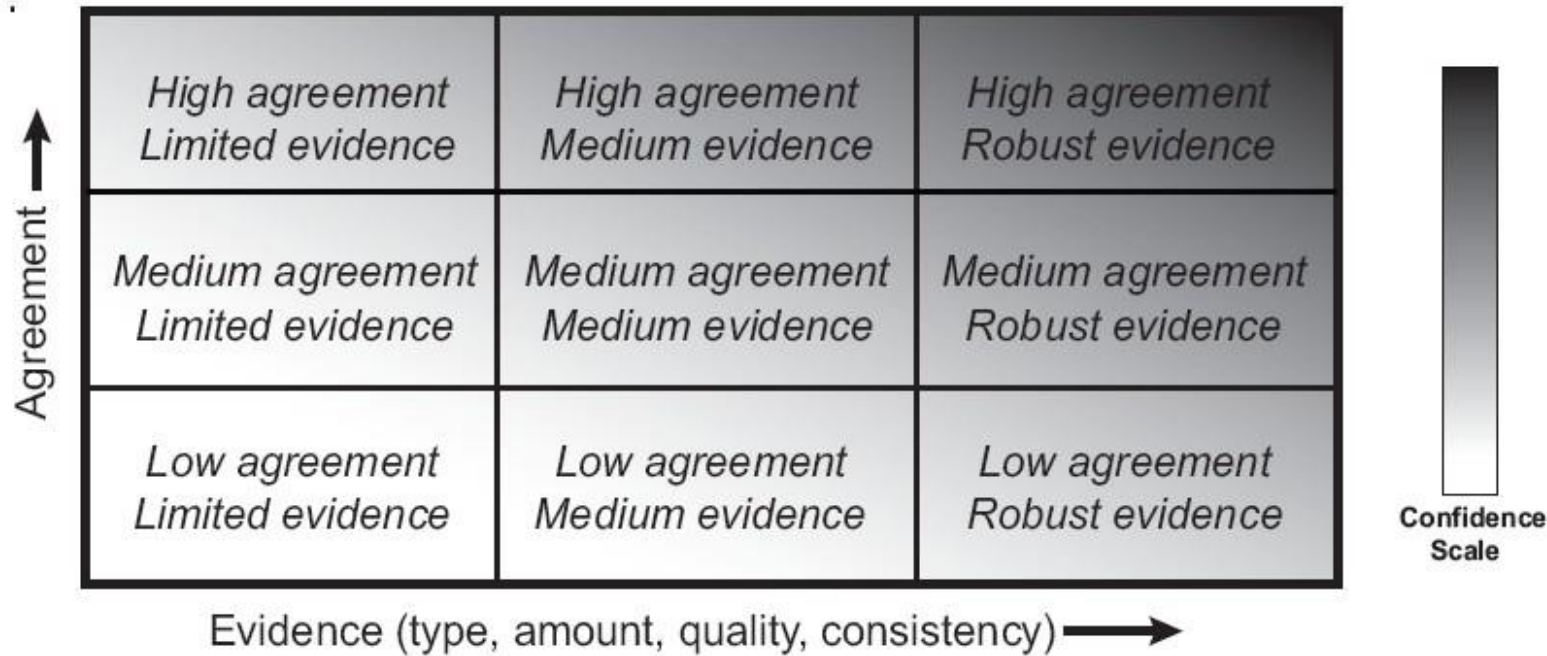 High agreement
Limited evidence
High agreement
Medium evidence
High agreement
Robust evidence
Medium agreement
Limited evidence
Medium agreement
Medium evidence
Medium agreement
Robust evidence
Low agreement
Limited evidence
Low agreement
Medium evidence
Low agreement
Robust evidence
Agreement
Evidence (type, amount, quality, consistency)
Confidence
Scale